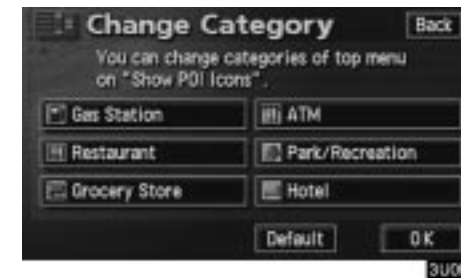 Change Category
Back
You can change categories of top menu
on "Show POI Icons".
Gas Station
ATM
Restaurant
Park/Recreation
Grocery Store
Hotel
Default
OK